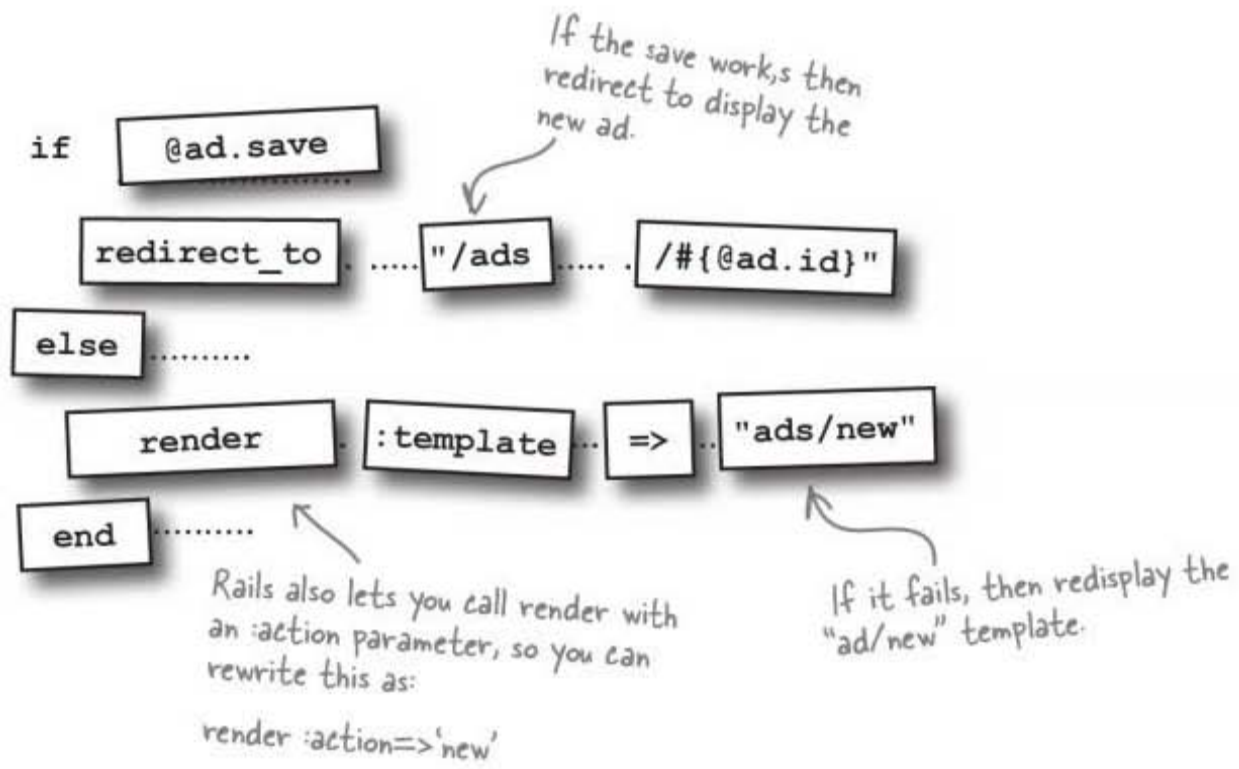 If the save work,s then
redirect to display the
new ad.
if @ad.save
redirect_to "/ads /#{@ad.id}"
else
render :template => "ads/new"
end
Rails also lets you call render with
an :action parameter, so you can
rewrite this as:
render :action=>'new'
If it fails, then redisplay the
"ad/new" template.